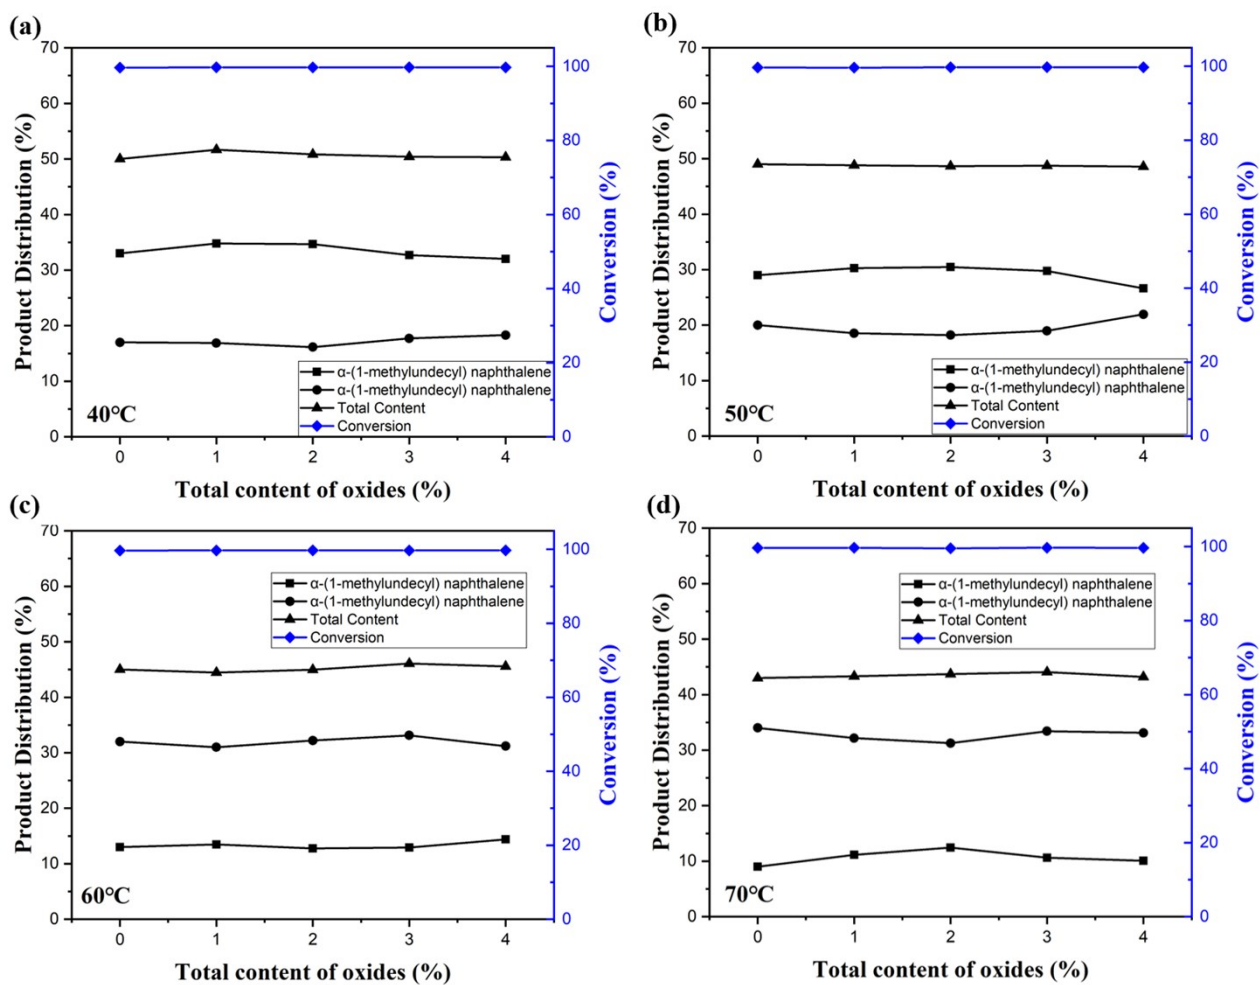 (a)
70
60
50
40
30
20
10
0
Product Distribution (%)
100
80
60
40
20
0
Conversion (%)
α-(1-methylundecyl) naphthalene
α-(1-methylundecyl) naphthalene
Total Content
Conversion
40°C
0 1 2 3 4
Total content of oxides (%)
(b)
70
60
50
40
30
20
10
0
Product Distribution (%)
100
80
60
40
20
0
Conversion (%)
α-(1-methylundecyl) naphthalene
α-(1-methylundecyl) naphthalene
Total Content
Conversion
50°C
0 1 2 3 4
Total content of oxides (%)
(c)
70
60
50
40
30
20
10
0
Product Distribution (%)
100
80
60
40
20
0
Conversion (%)
α-(1-methylundecyl) naphthalene
α-(1-methylundecyl) naphthalene
Total Content
Conversion
60°C
0 1 2 3 4
Total content of oxides (%)
(d)
70
60
50
40
30
20
10
0
Product Distribution (%)
100
80
60
40
20
0
Conversion (%)
α-(1-methylundecyl) naphthalene
α-(1-methylundecyl) naphthalene
Total Content
Conversion
70°C
0 1 2 3 4
Total content of oxides (%)